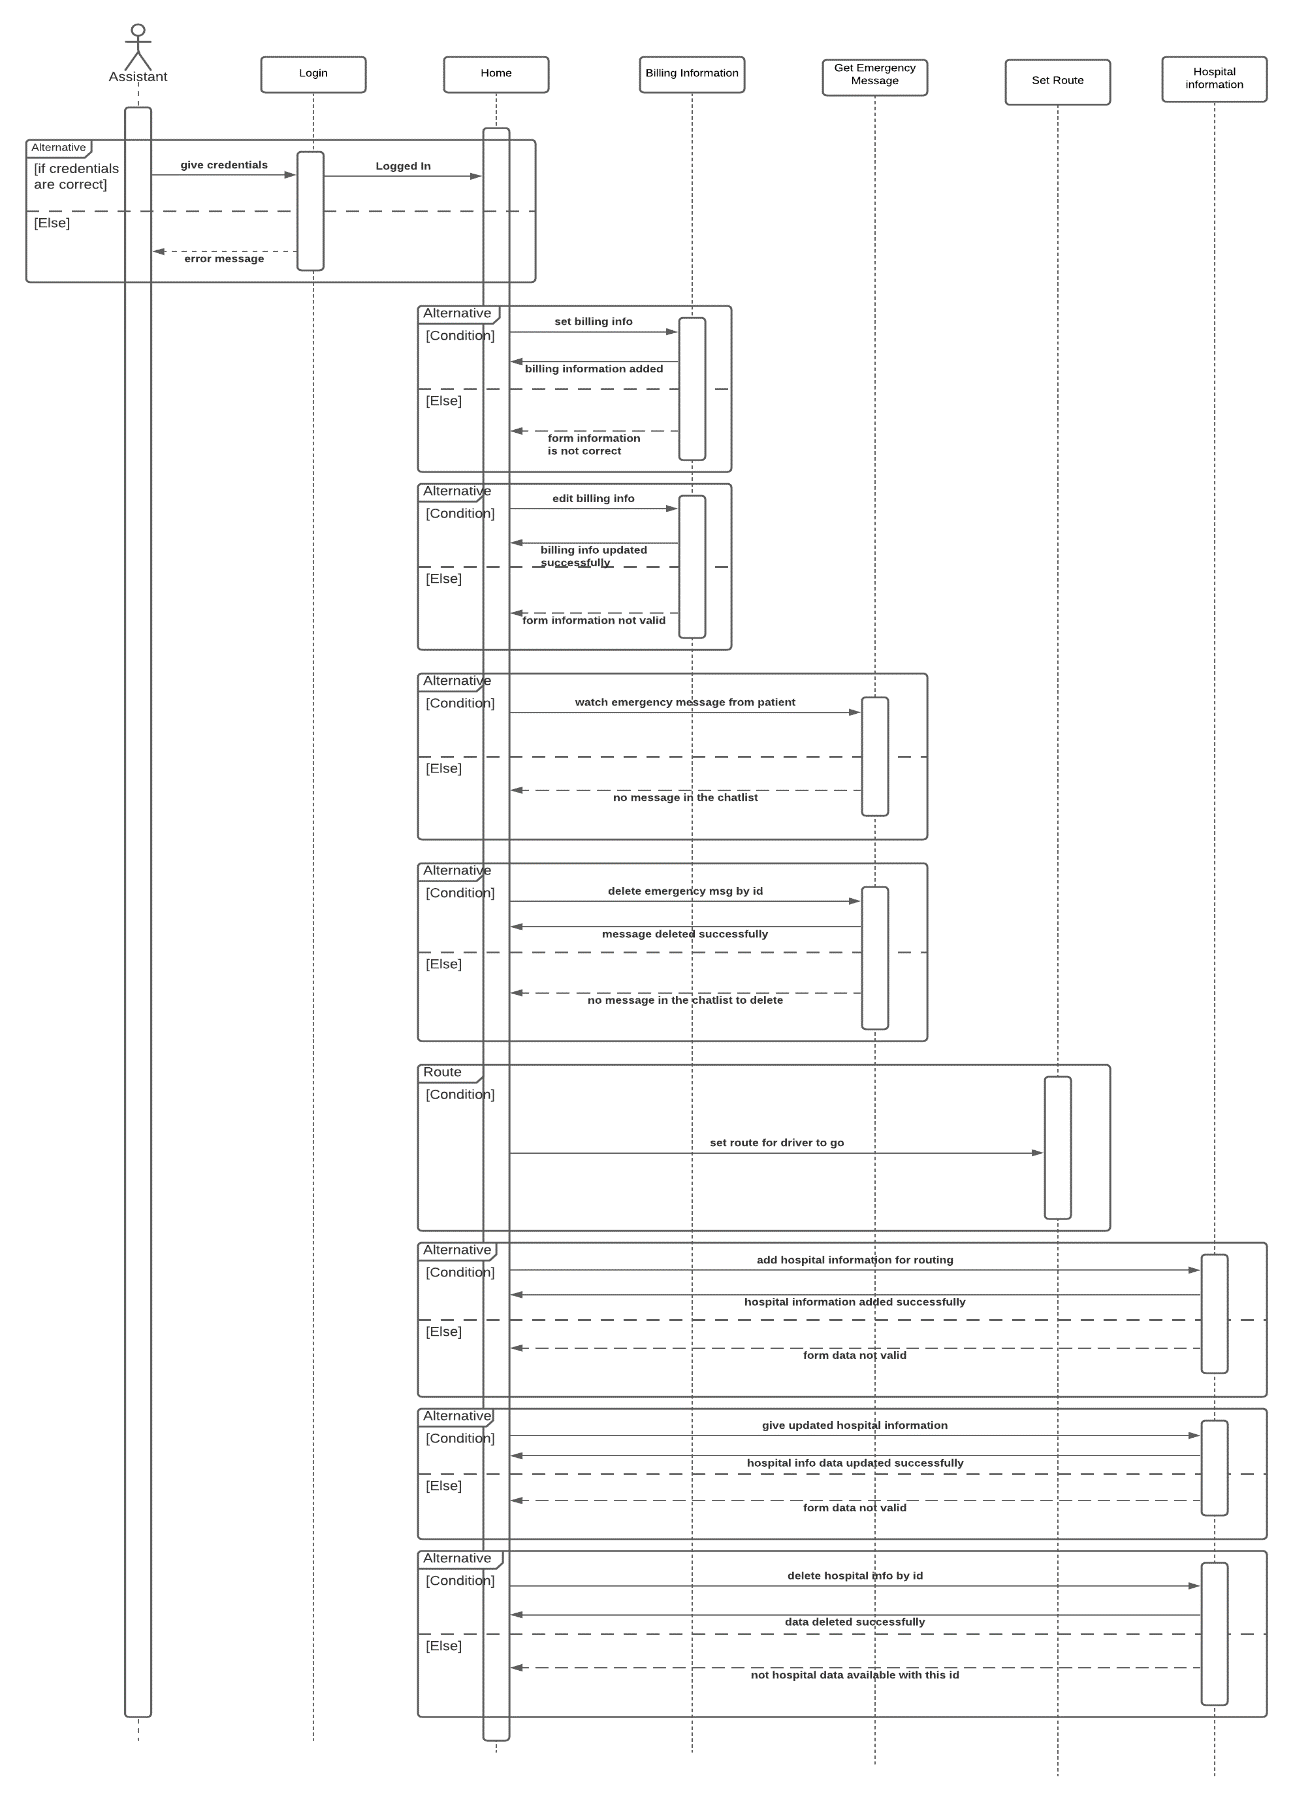 Assistant
Login
Home
Billing Information
Get Emergency
Message
Set Route
Hospital
information
Alternative
[if credentials
are correct]
give credentials
Logged In
[Else]
error message
Alternative
[Condition]
set billing info
billing information added
[Else]
form information
is not correct
Alternative
[Condition]
edit billing info
billing info updated
successfully
[Else]
form information not valid
Alternative
[Condition]
watch emergency message from patient
[Else]
no message in the chatlist
Alternative
[Condition]
delete emergency msg by id
message deleted successfully
[Else]
no message in the chatlist to delete
Route
[Condition]
set route for driver to go
Alternative
[Condition]
add hospital information for routing
hospital information added successfully
[Else]
form data not valid
Alternative
[Condition]
give updated hospital information
hospital info data updated successfully
[Else]
form data not valid
Alternative
[Condition]
delete hospital info by id
data deleted successfully
[Else]
not hospital data available with this id